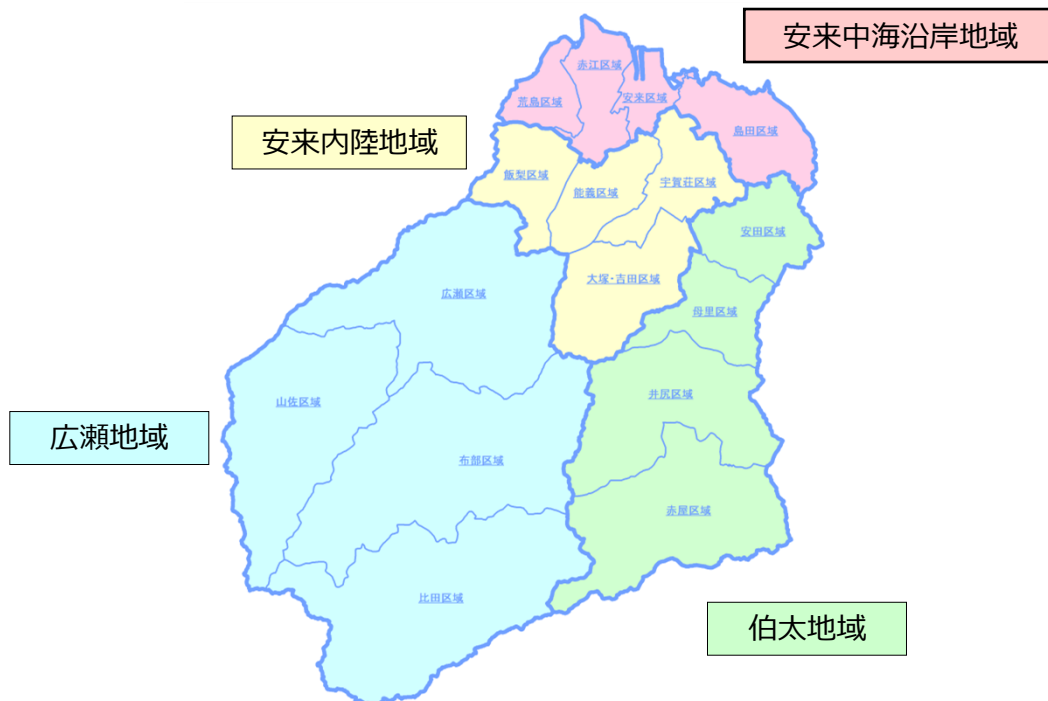 安来中海沿岸地域
赤江区域
安来区域
荒島区域
島田区域
安来内陸地域
飯梨区域
能義区域
宇賀荘区域
安田区域
大塚・吉田区域
広瀬区域
母里区域
井尻区域
山佐区域
広瀬地域
布部区域
赤屋区域
比田区域
伯太地域